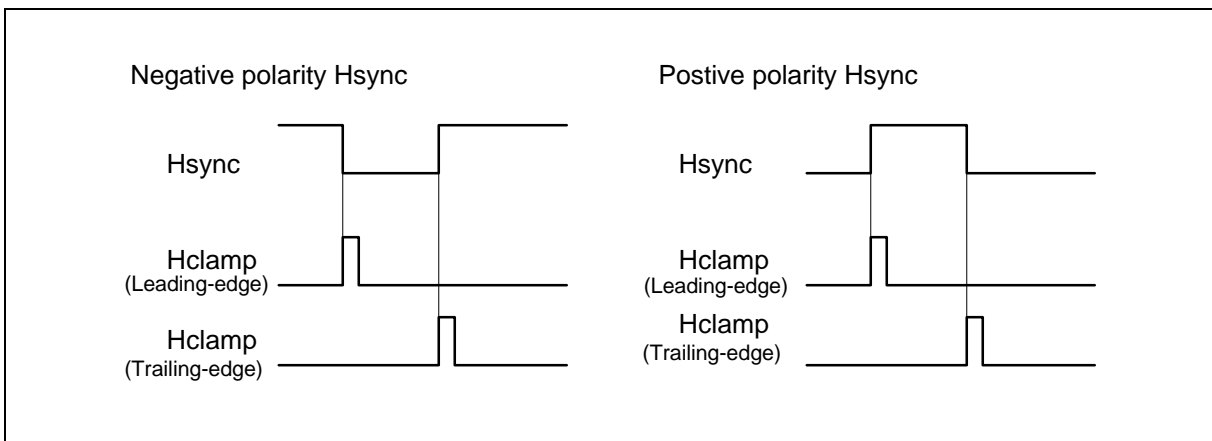 Negative polarity Hsync
Hsync
Hclamp
(Leading-edge)
Hclamp
(Trailing-edge)
Postive polarity Hsync
Hsync
Hclamp
(Leading-edge)
Hclamp
(Trailing-edge)